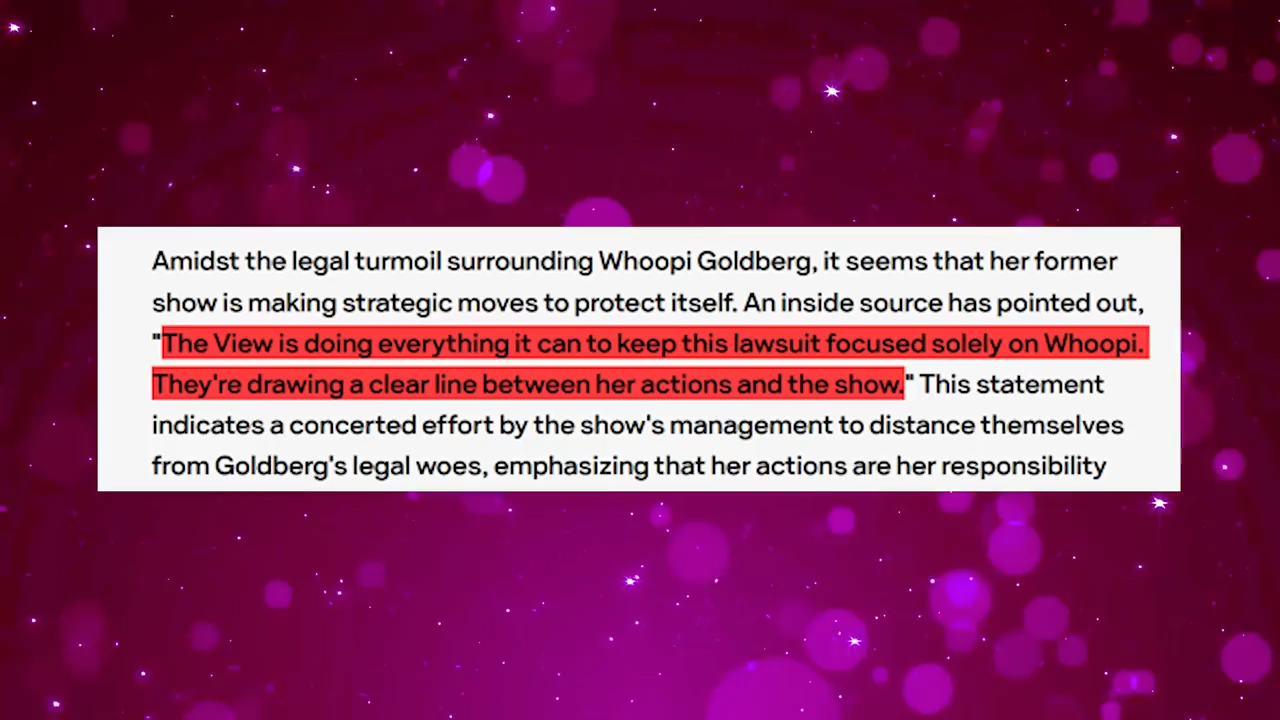 Amidst the legal turmoil surrounding Whoopi Goldberg, it seems that her former
show is making strategic moves to protect itself. An inside source has pointed out,
"The View is doing everything it can to keep this lawsuit focused solely on Whoopi.
They're drawing a clear line between her actions and the show." This statement
indicates a concerted effort by the show's management to distance themselves
from Goldberg's legal woes, emphasizing that her actions are her responsibility